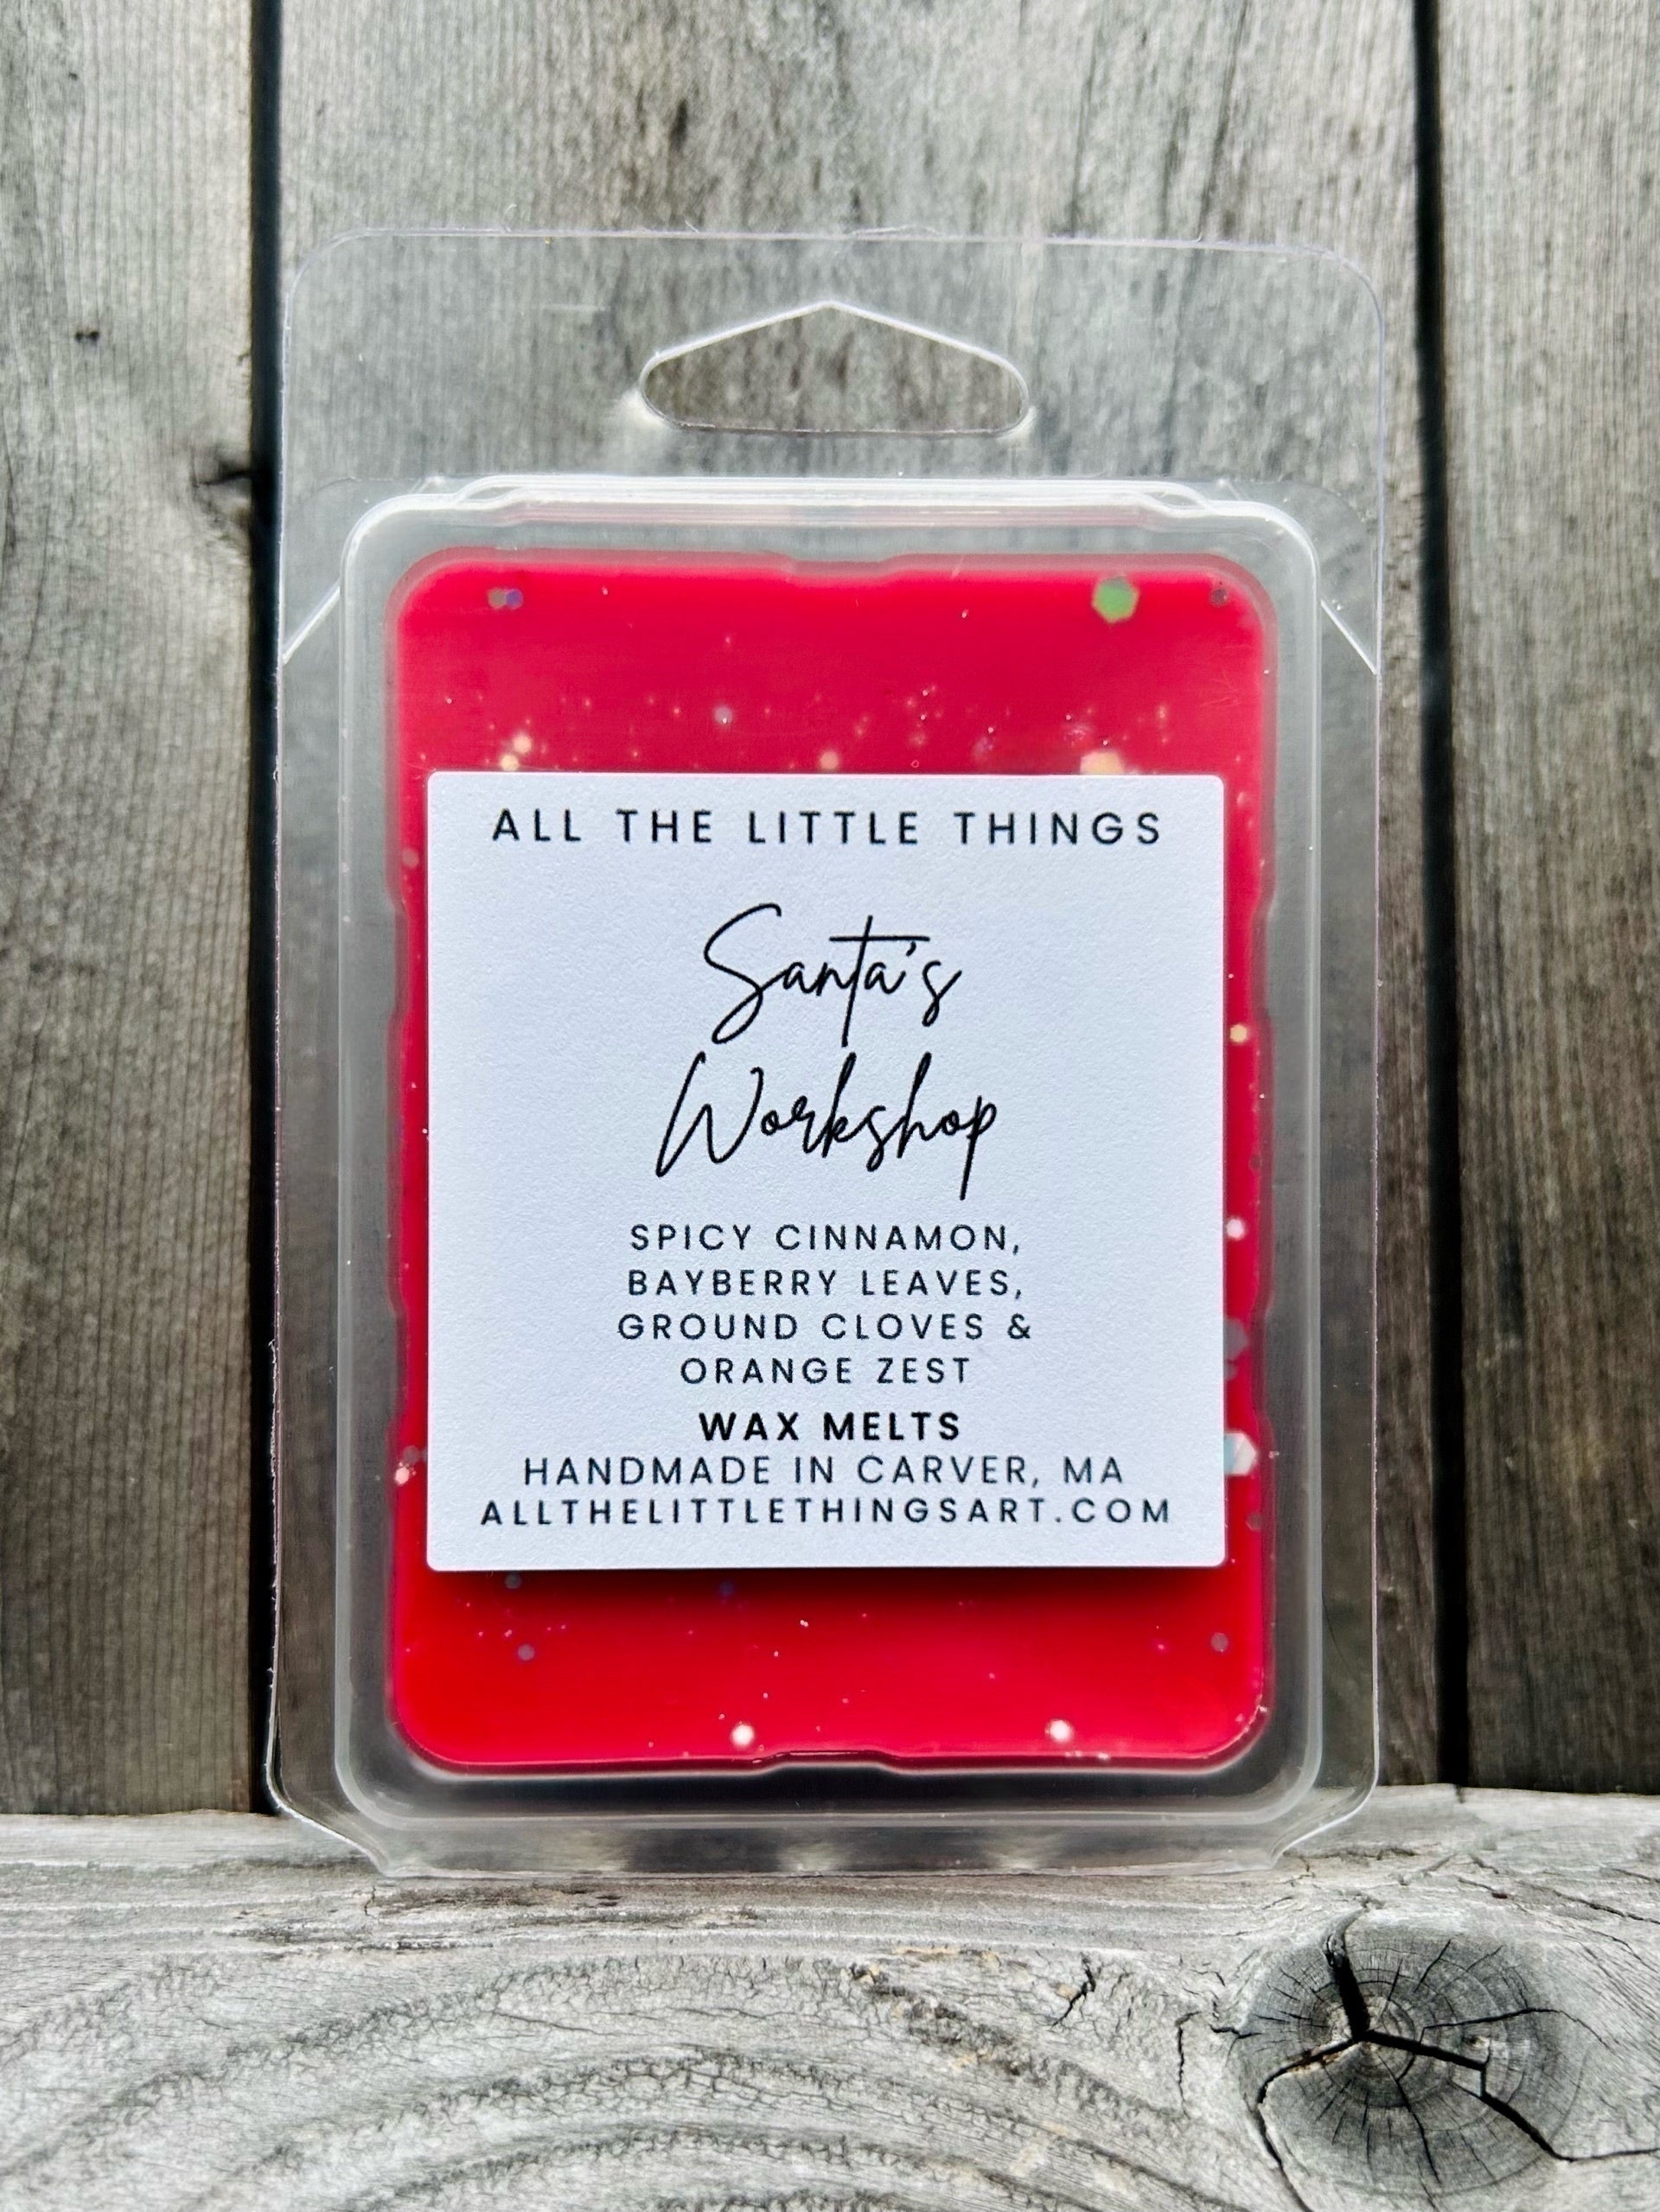 ALL THE LITTLE THINGS
Santa's
Workshop
SPICY CINNAMON,
BAYBERRY LEAVES,
GROUND CLOVES &
ORANGE ZEST
WAX MELTS
HANDMADE IN CARVER, MA
ALLTHELITTLETHINGSART.COM